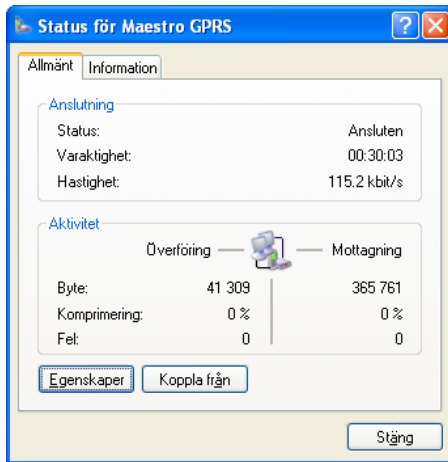 Status för Maestro GPRS
Allmänt Information
Anslutning
Status: Ansluten
Varaktighet: 00:30:03
Hastighet: 115.2 kbit/s
Aktivitet
Överföring Mottagning
Byte: 41 309 365 761
Komprimering: 0 % 0 %
Fel: 0 0
Egenskaper Koppla från
Stäng